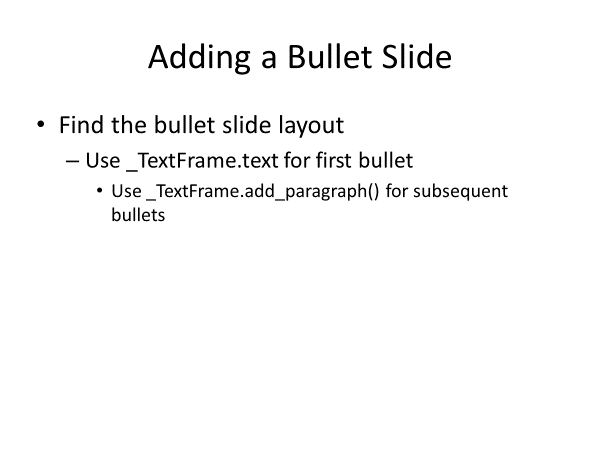 Adding a Bullet Slide
• Find the bullet slide layout
– Use _TextFrame.text for first bullet
• Use _TextFrame.add_paragraph() for subsequent
bullets